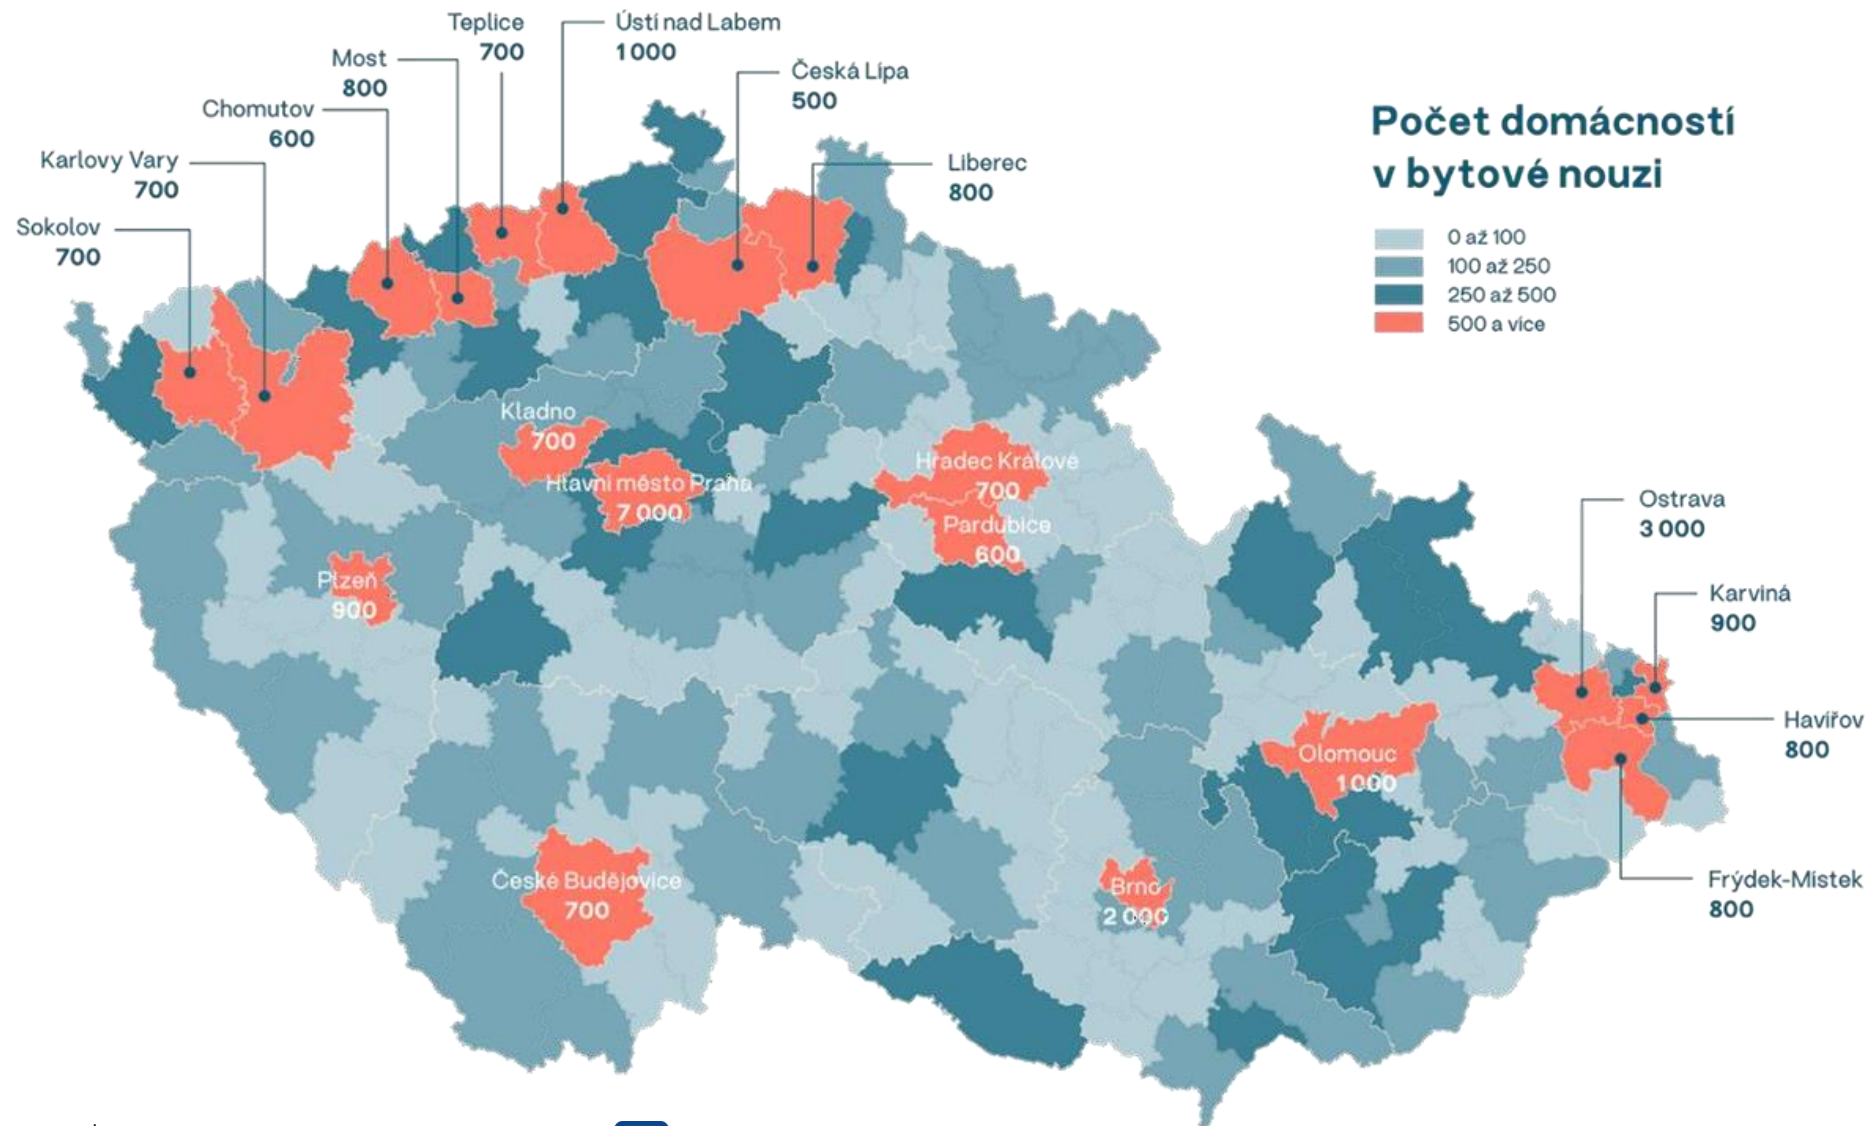 Teplice
700
Ústí nad Labem
1 000
Most
800
Česká Lípa
500
Chomutov
600
Karlovy Vary
700
Liberec
800
Sokolov
700
Počet domácností
v bytové nouzi
0 až 100
100 až 250
250 až 500
500 a více
Kladno
700
Hlavní město Praha
7 000
Hradec Králové
700
Pardubice
600
Plzeň
900
Ostrava
3 000
Karviná
900
Havířov
800
Olomouc
1 000
České Budějovice
700
Brno
2 000
Frýdek-Místek
800